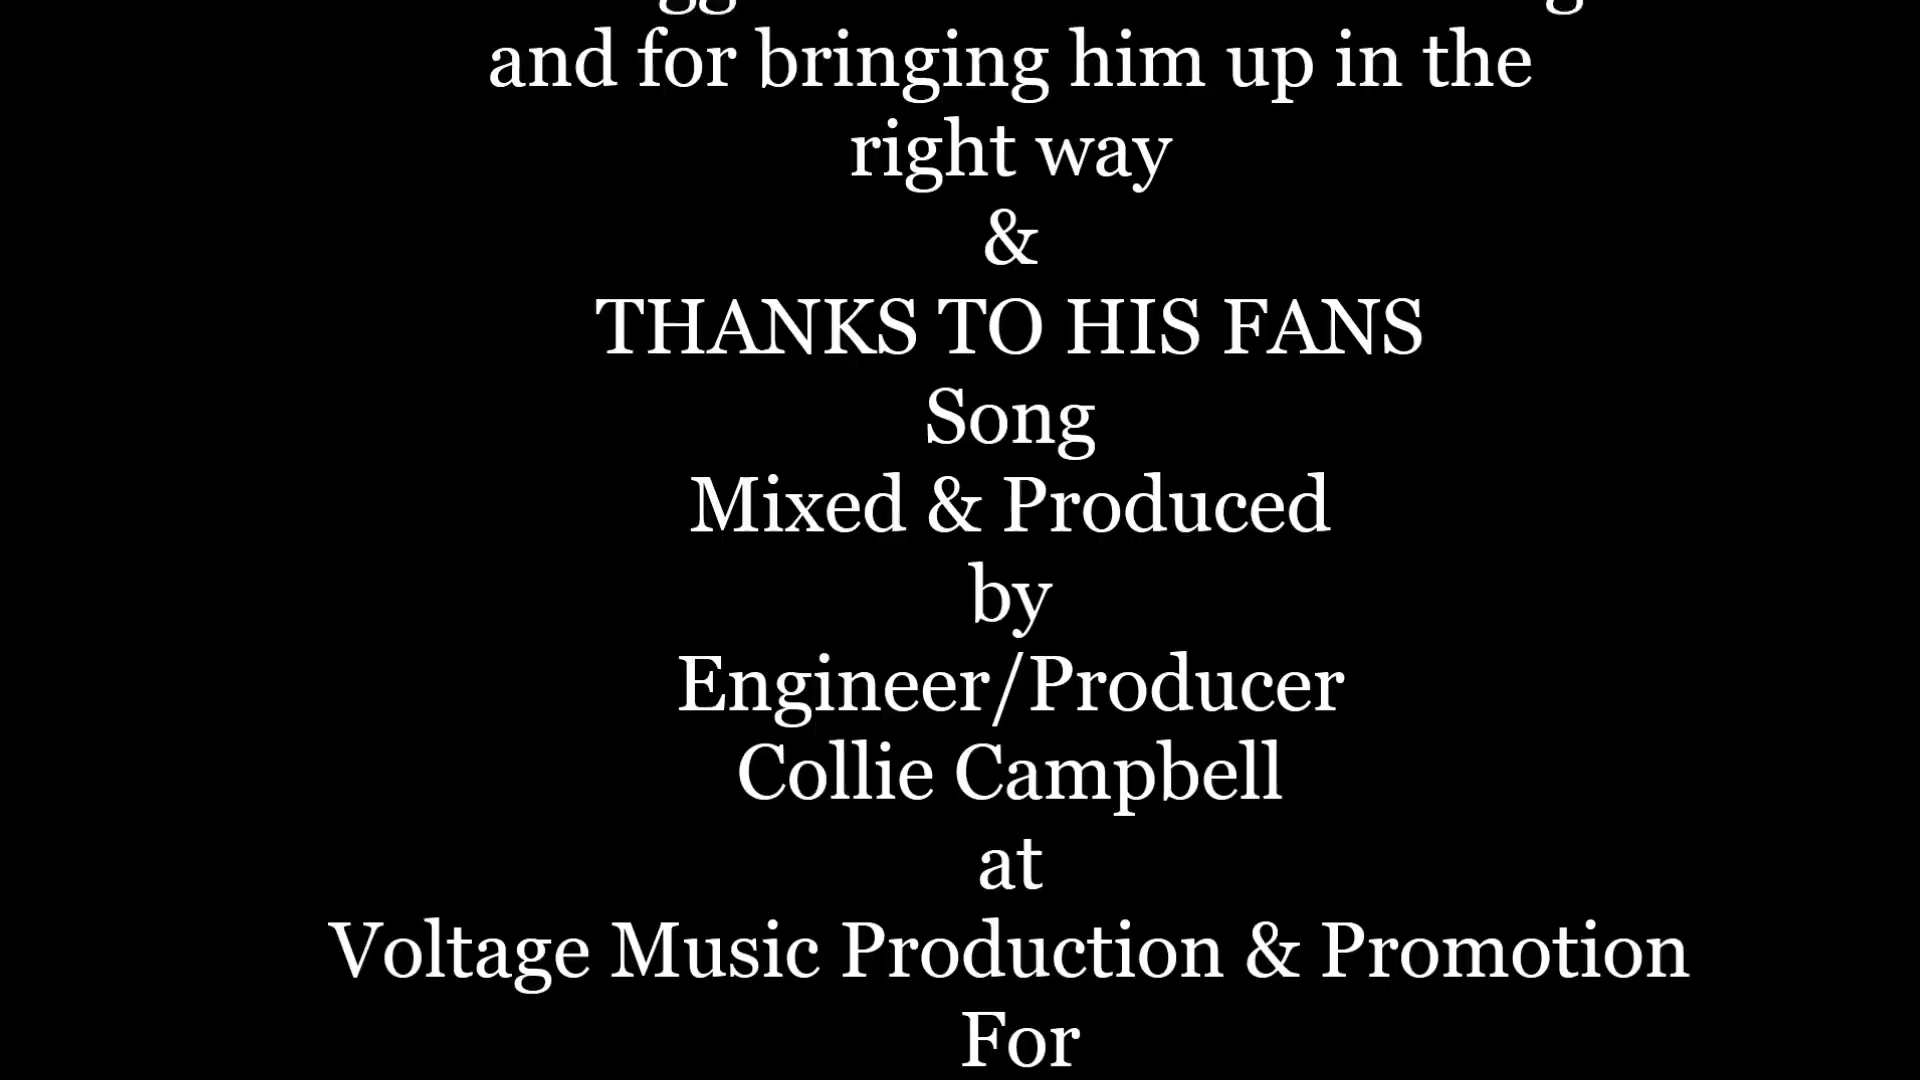 and for bringing him up in the
right way
&
THANKS TO HIS FANS
Song
Mixed & Produced
by
Engineer/Producer
Collie Campbell
at
Voltage Music Production & Promotion
For